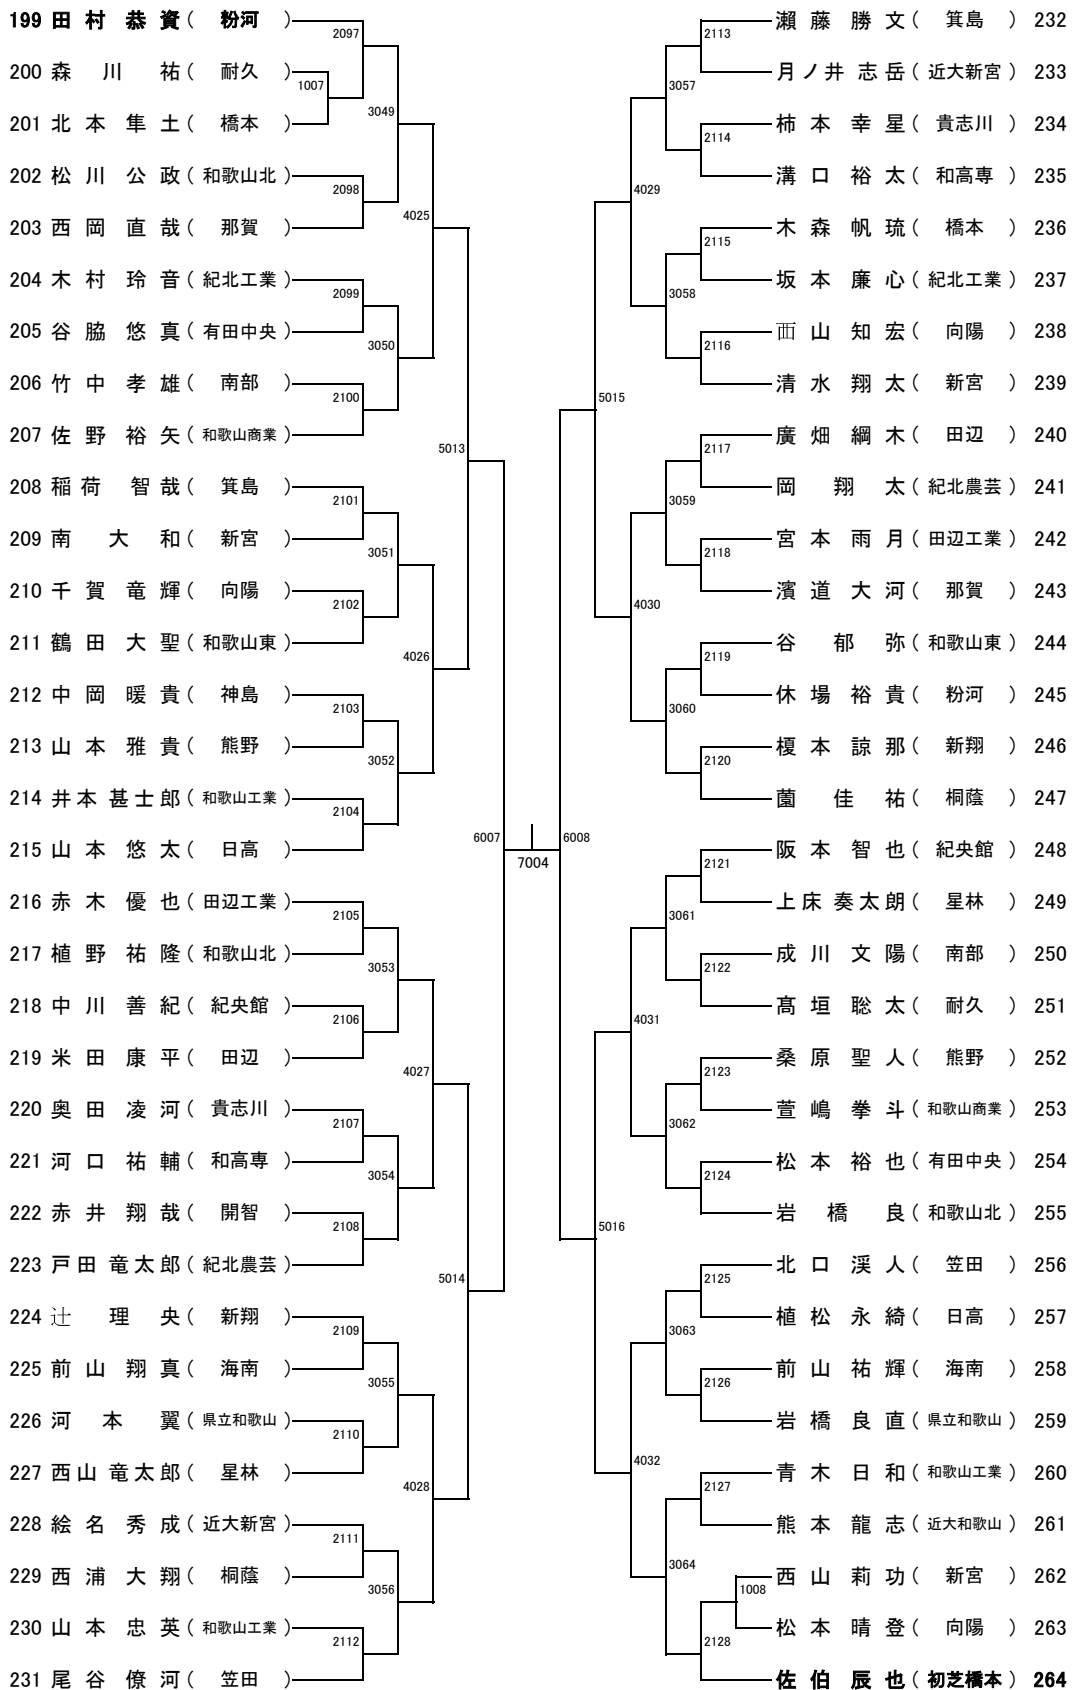 199 田村 恭資 ( 粉河 )
200 森川 祐 ( 耐久 )
201 北本 隼土 ( 橋本 )
202 松川 公政 ( 和歌山北 )
203 西岡 直哉 ( 那賀 )
204 木村 玲音 ( 紀北工業 )
205 谷脇 悠真 ( 有田中央 )
206 竹中 孝雄 ( 南部 )
207 佐野 裕矢 ( 和歌山商業 )
208 稲荷 智哉 ( 箕島 )
209 南 大和 ( 新宮 )
210 千賀 竜輝 ( 向陽 )
211 鶴田 大聖 ( 和歌山東 )
212 中岡 暖貴 ( 神島 )
213 山本 雅貴 ( 熊野 )
214 井本 甚士郎 ( 和歌山工業 )
215 山本 悠太 ( 日高 )
216 赤木 優也 ( 田辺工業 )
217 植野 祐隆 ( 和歌山北 )
218 中川 善紀 ( 紀央館 )
219 米田 康平 ( 田辺 )
220 奥田 凌河 ( 貴志川 )
221 河口 祐輔 ( 和高専 )
222 赤井 翔哉 ( 開智 )
223 戸田 竜太郎 ( 紀北農芸 )
224 辻 理央 ( 新翔 )
225 前山 翔真 ( 海南 )
226 河本 翼 ( 県立和歌山 )
227 西山 竜太郎 ( 星林 )
228 絵名 秀成 ( 近大新宮 )
229 西浦 大翔 ( 桐蔭 )
230 山本 忠英 ( 和歌山工業 )
231 尾谷 僚河 ( 笠田 )
1007
2097
2098
2099
2100
2101
2102
2103
2104
2105
2106
2107
2108
2109
2110
2111
2112
3049
3050
3051
3052
3053
3054
3055
3056
4025
4026
4027
4028
5013
5014
6007
7004
6008
5015
5016
4029
4030
4031
4032
3057
3058
3059
3060
3061
3062
3063
3064
2113
2114
2115
2116
2117
2118
2119
2120
2121
2122
2123
2124
2125
2126
2127
2128
1008
瀬藤 勝文 ( 箕島 ) 232
月ノ井 志岳 ( 近大新宮 ) 233
柿本 幸星 ( 貴志川 ) 234
溝口 裕太 ( 和高専 ) 235
木森 帆琉 ( 橋本 ) 236
坂本 廉心 ( 紀北工業 ) 237
西山 知宏 ( 向陽 ) 238
清水 翔太 ( 新宮 ) 239
廣畑 綱木 ( 田辺 ) 240
岡 翔太 ( 紀北農芸 ) 241
宮本 雨月 ( 田辺工業 ) 242
濱道 大河 ( 那賀 ) 243
谷 郁弥 ( 和歌山東 ) 244
休場 裕貴 ( 粉河 ) 245
榎本 諒那 ( 新翔 ) 246
薗 佳祐 ( 桐蔭 ) 247
阪本 智也 ( 紀央館 ) 248
上床 奏太朗 ( 星林 ) 249
成川 文陽 ( 南部 ) 250
髙垣 聡太 ( 耐久 ) 251
桑原 聖人 ( 熊野 ) 252
萱嶋 拳斗 ( 和歌山商業 ) 253
松本 裕也 ( 有田中央 ) 254
岩橋 良 ( 和歌山北 ) 255
北口 渓人 ( 笠田 ) 256
植松 永綺 ( 日高 ) 257
前山 祐輝 ( 海南 ) 258
岩橋 良直 ( 県立和歌山 ) 259
青木 日和 ( 和歌山工業 ) 260
熊本 龍志 ( 近大和歌山 ) 261
西山 莉功 ( 新宮 ) 262
松本 晴登 ( 向陽 ) 263
佐伯 辰也 ( 初芝橋本 ) 264